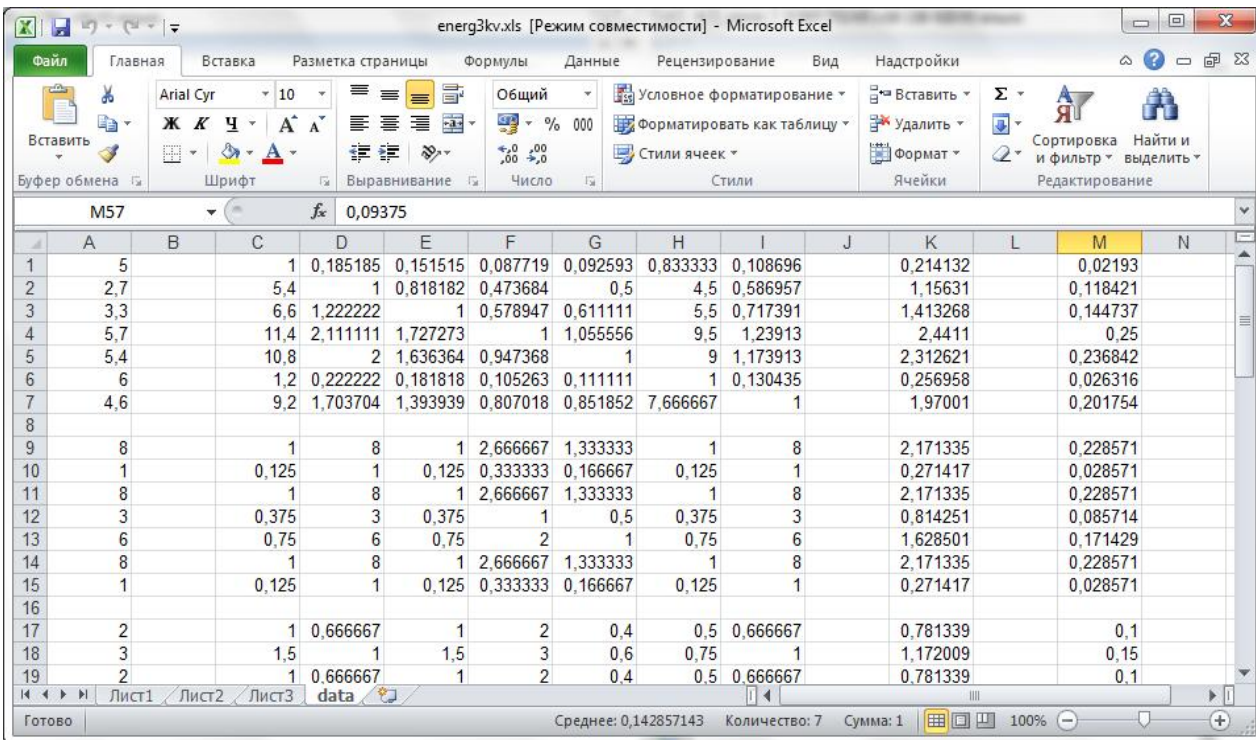 energ3kv.xls [Режим совместимости] - Microsoft Excel
Файл Главная Вставка Разметка страницы Формулы Данные Рецензирование Вид Надстройки
Вставить
Arial Cyr 10
Ж К Ч
Общий
% 000
Условное форматирование
Форматировать как таблицу
Стили ячеек
Вставить
Удалить
Формат
Сортировка и фильтр
Найти и выделить
Буфер обмена Шрифт Выравнивание Число Стили Ячейки Редактирование
M57 fx 0,09375
A B C D E F G H I J K L M N
1 5 1 0,185185 0,151515 0,087719 0,092593 0,833333 0,108696 0,214132 0,02193
2 2,7 5,4 1 0,818182 0,473684 0,5 4,5 0,586957 1,15631 0,118421
3 3,3 6,6 1,222222 1 0,578947 0,611111 5,5 0,717391 1,413268 0,144737
4 5,7 11,4 2,111111 1,727273 1 1,055556 9,5 1,23913 2,4411 0,25
5 5,4 10,8 2 1,636364 0,947368 1 9 1,173913 2,312621 0,236842
6 6 1,2 0,222222 0,181818 0,105263 0,111111 1 0,130435 0,256958 0,026316
7 4,6 9,2 1,703704 1,393939 0,807018 0,851852 7,666667 1 1,97001 0,201754
8
9 8 1 8 1 2,666667 1,333333 1 8 2,171335 0,228571
10 1 0,125 1 0,125 0,333333 0,166667 0,125 1 0,271417 0,028571
11 8 1 8 1 2,666667 1,333333 1 8 2,171335 0,228571
12 3 0,375 3 0,375 1 0,5 0,375 3 0,814251 0,085714
13 6 0,75 6 0,75 2 1 0,75 6 1,628501 0,171429
14 8 1 8 1 2,666667 1,333333 1 8 2,171335 0,228571
15 1 0,125 1 0,125 0,333333 0,166667 0,125 1 0,271417 0,028571
16
17 2 1 0,666667 1 2 0,4 0,5 0,666667 0,781339 0,1
18 3 1,5 1 1,5 3 0,6 0,75 1 1,172009 0,15
19 2 1 0,666667 1 2 0,4 0,5 0,666667 0,781339 0,1
Лист1 Лист2 Лист3 data
Готово Среднее: 0,142857143 Количество: 7 Сумма: 1 100%